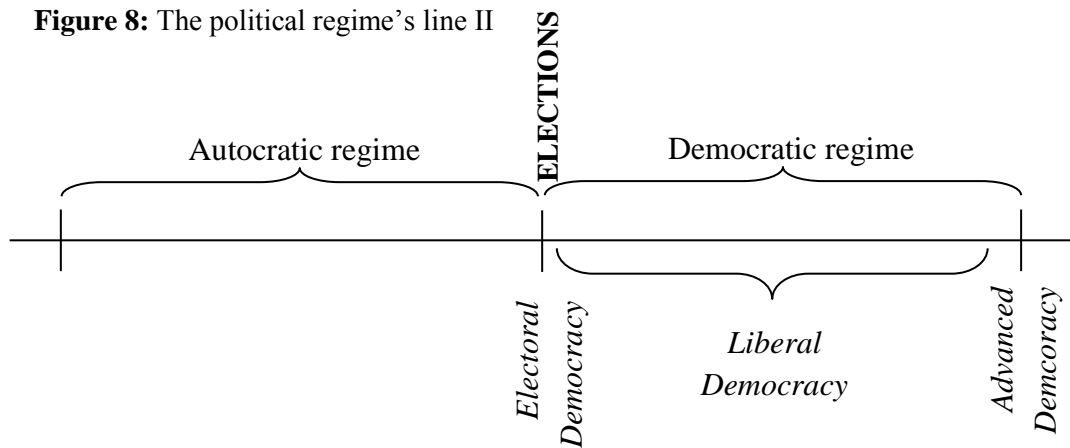 Figure 8: The political regime’s line II
ELECTIONS
Autocratic regime
Democratic regime
Electoral
Democracy
Liberal
Democracy
Advanced
Demcoracy